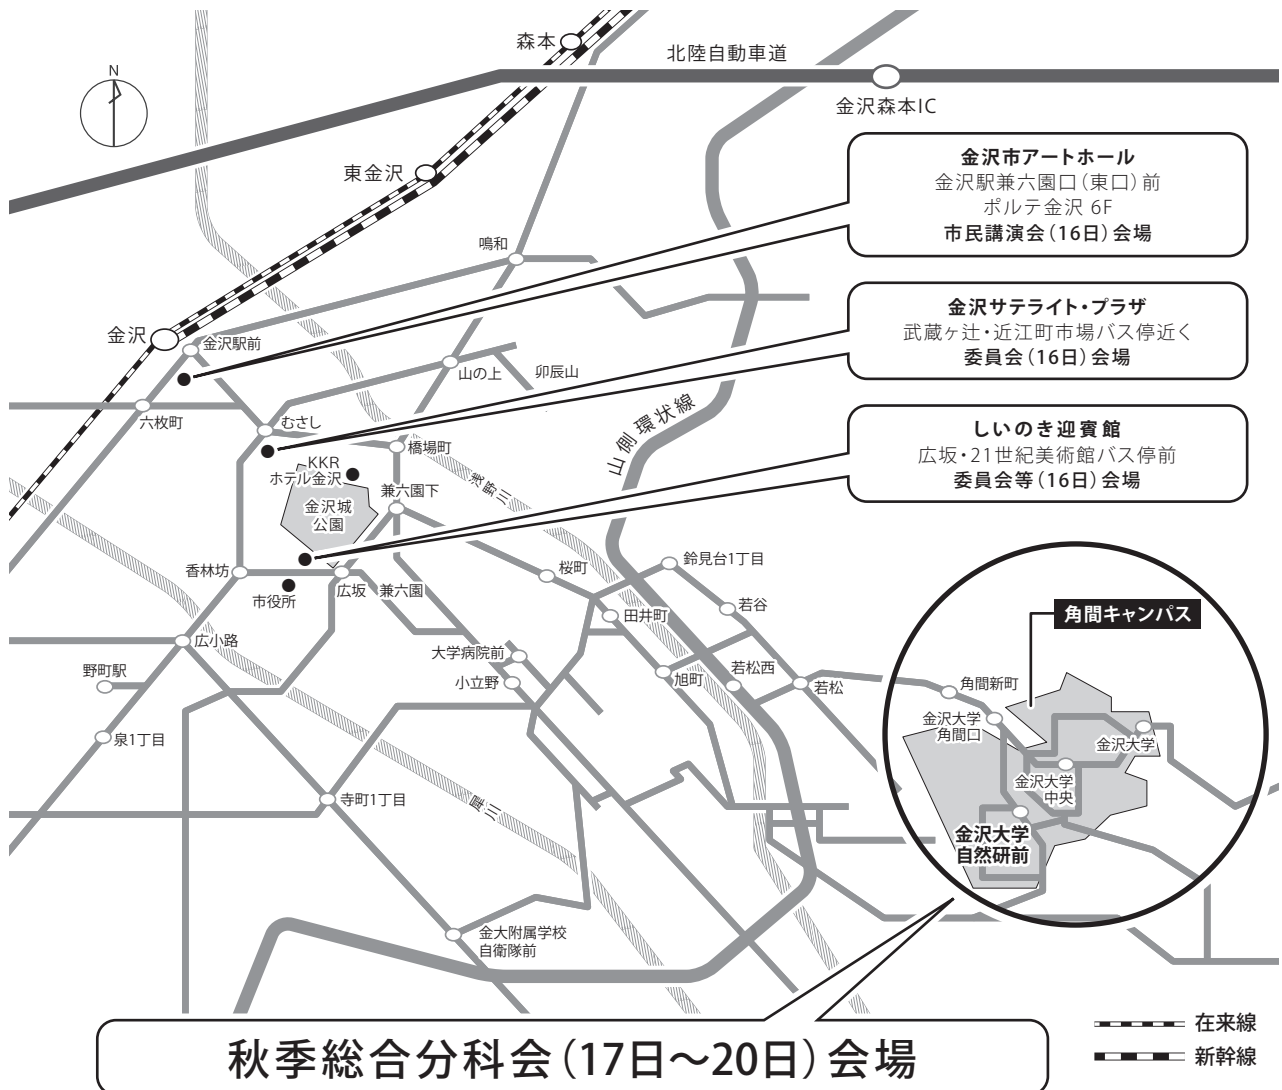 森本
北陸自動車道
N
金沢森本IC
金沢市アートホール
金沢駅兼六園口(東口)前
ポルテ金沢 6F
市民講演会(16日)会場
東金沢
鳴和
金沢サテライト・プラザ
武蔵ヶ辻・近江町市場バス停近く
委員会(16日)会場
金沢
金沢駅前
山の上
卯辰山
六枚町
むさし
山側環状線
しいのき迎賓館
広坂・21世紀美術館バス停前
委員会等(16日)会場
橋場町
KKR
ホテル金沢
浅野川
兼六園下
金沢城
公園
香林坊
市役所
広坂
兼六園
桜町
鈴見台1丁目
若谷
田井町
広小路
野町駅
大学病院前
小立野
旭町
若松西
若松
泉1丁目
寺町1丁目
犀川
金大附属学校
自衛隊前
角間キャンパス
角間新町
金沢大学
角間口
金沢大学
金沢大学
中央
金沢大学
自然研前
秋季総合分科会(17日〜20日)会場
在来線
新幹線